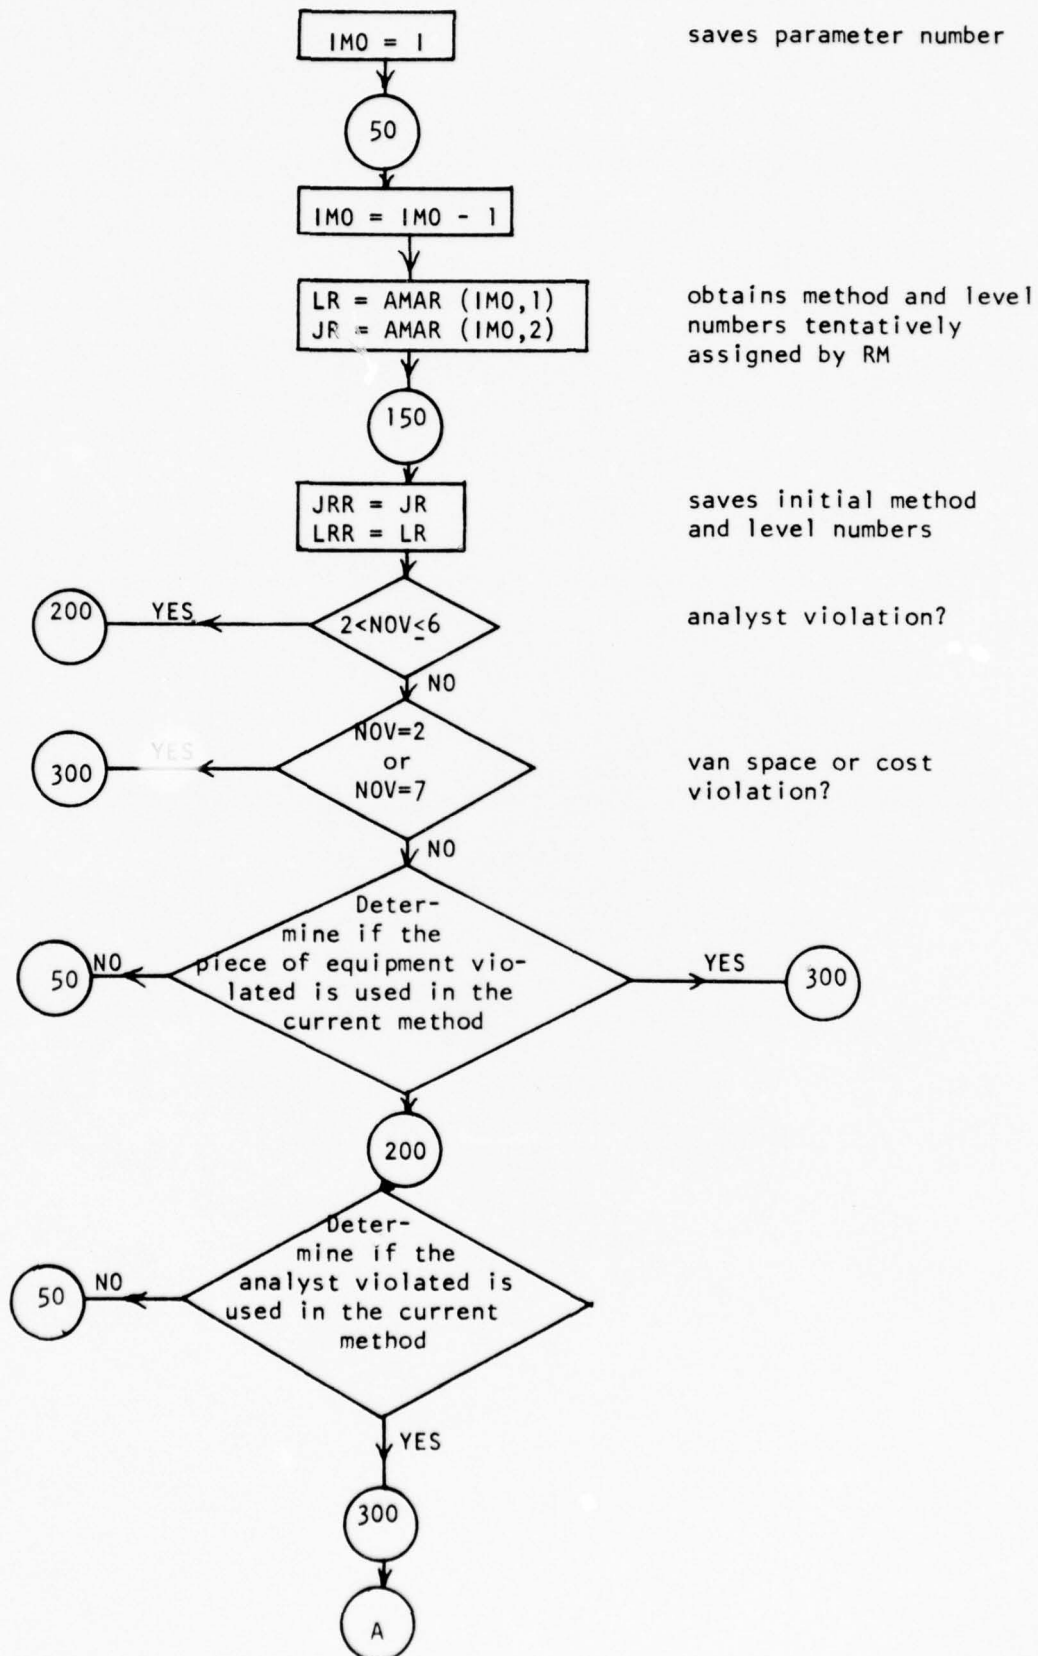 IMO = I
saves parameter number
50
IMO = IMO - 1
LR = AMAR (IMO,1)
JR = AMAR (IMO,2)
obtains method and level
numbers tentatively
assigned by RM
150
JRR = JR
LRR = LR
saves initial method
and level numbers
200
YES
2<NOV≤6
analyst violation?
NO
300
YES
NOV=2
or
NOV=7
van space or cost
violation?
NO
Deter-
mine if the
piece of equipment vio-
lated is used in the
current method
50
NO
YES
300
200
Deter-
mine if the
analyst violated is
used in the current
method
50
NO
YES
300
A